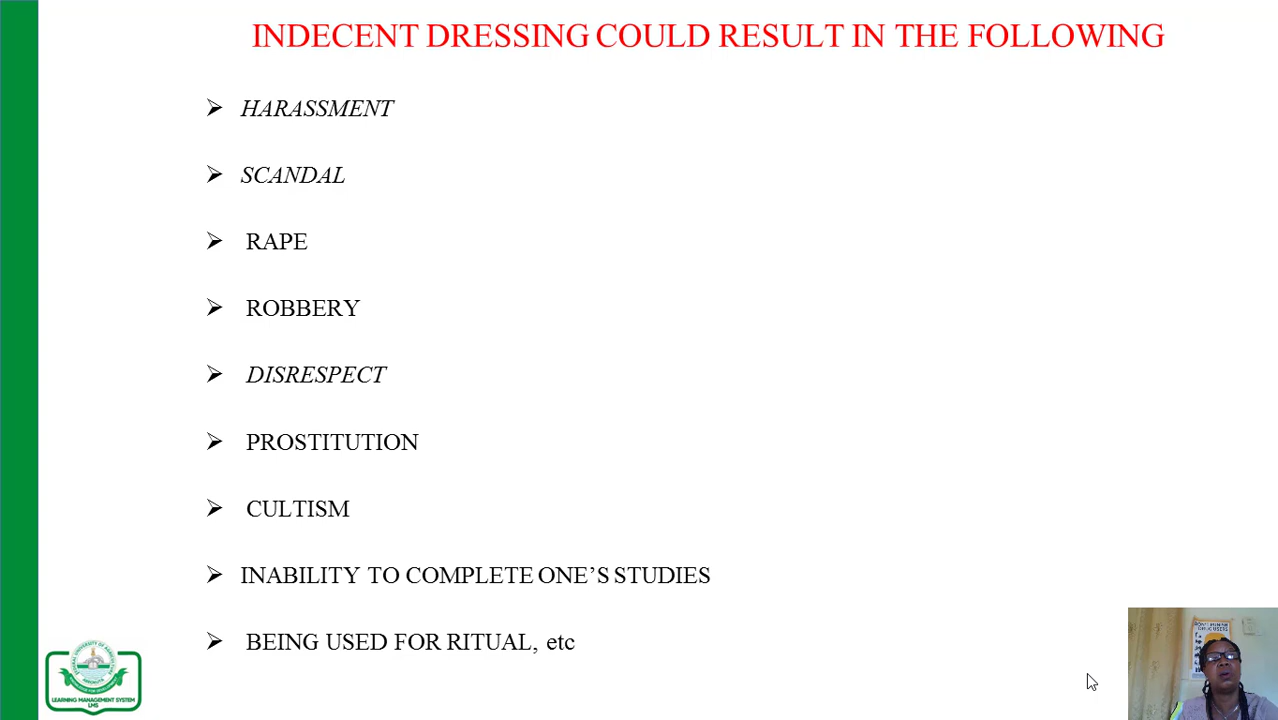 INDECENT DRESSING COULD RESULT IN THE FOLLOWING
HARASSMENT
SCANDAL
RAPE
ROBBERY
DISRESPECT
PROSTITUTION
CULTISM
INABILITY TO COMPLETE ONE'S STUDIES
BEING USED FOR RITUAL, etc
LEARNING MANAGEMENT SYSTEM
LMS